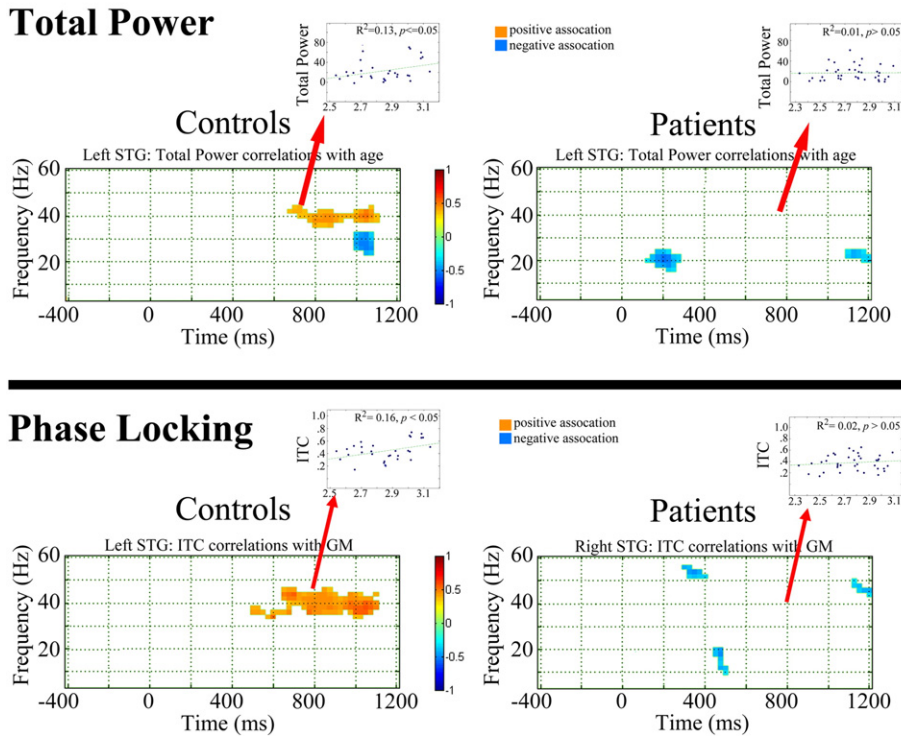 Total Power
R²=0.13, p<=0.05
Total Power
80
40
0
2.5 2.7 2.9 3.1
positive assocation
negative assocation
R²=0.01, p> 0.05
Total Power
80
40
0
2.3 2.5 2.7 2.9 3.1
Controls
Left STG: Total Power correlations with age
Frequency (Hz)
60
40
20
-400 0 400 800 1200
Time (ms)
1
0.5
0
-0.5
-1
Patients
Left STG: Total Power correlations with age
Frequency (Hz)
60
40
20
-400 0 400 800 1200
Time (ms)
Phase Locking
R²= 0.16, p < 0.05
ITC
1.0
.8
.6
.4
.2
2.5 2.7 2.9 3.1
positive assocation
negative assocation
R²= 0.02, p > 0.05
ITC
1.0
.8
.6
.4
.2
2.3 2.5 2.7 2.9 3.1
Controls
Left STG: ITC correlations with GM
Frequency (Hz)
60
40
20
-400 0 400 800 1200
Time (ms)
1
0.5
0
-0.5
-1
Patients
Right STG: ITC correlations with GM
Frequency (Hz)
60
40
20
-400 0 400 800 1200
Time (ms)